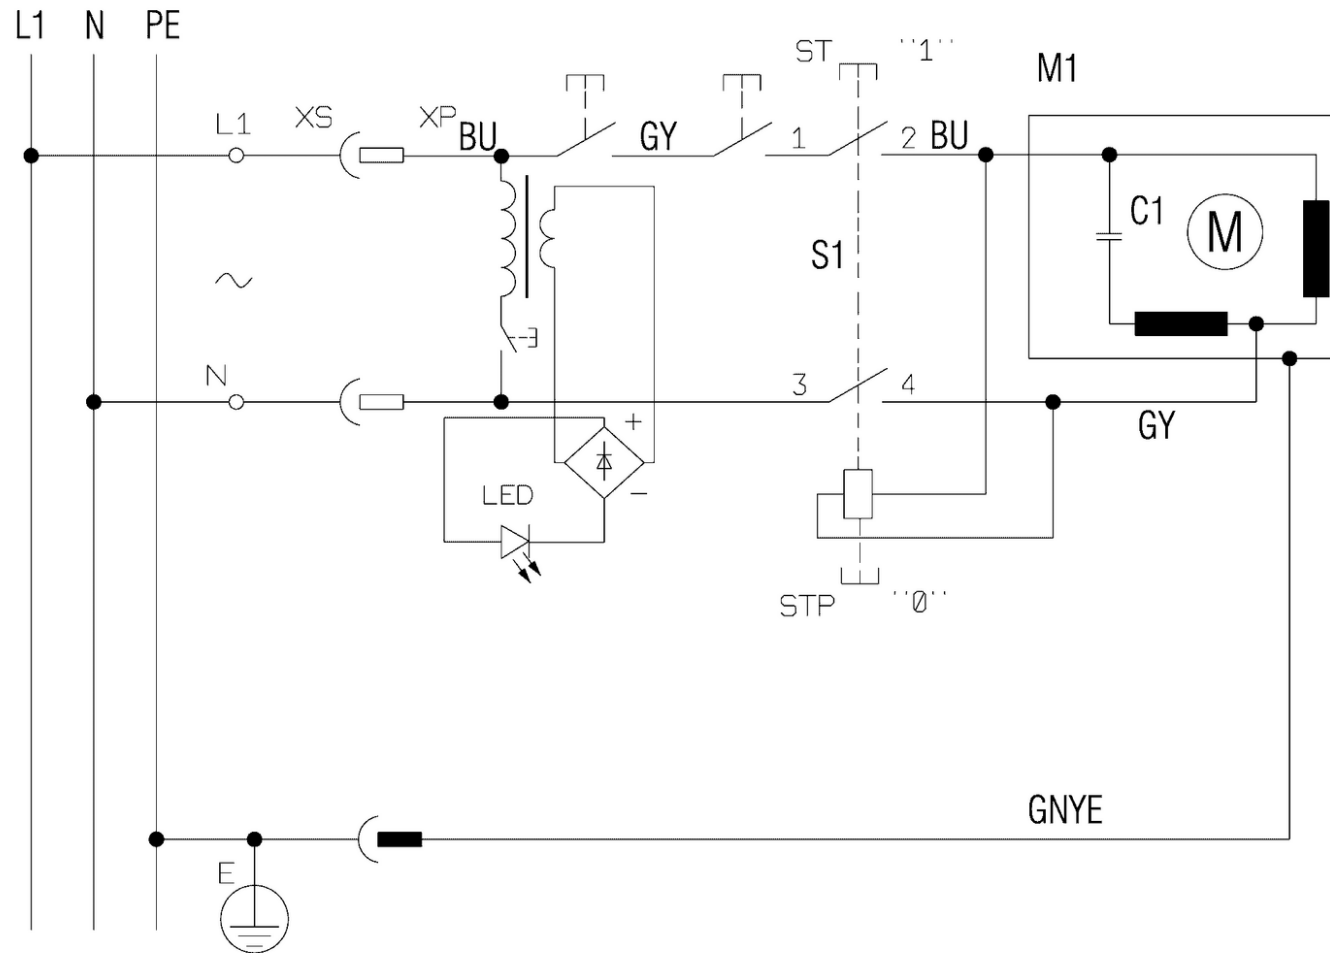 L1 N PE
ST "1"
M1
L1 XS XP BU GY 1 2 BU
C1 M
S1
N 3 4
GY
+
LED −
STP "0"
GNYE
E